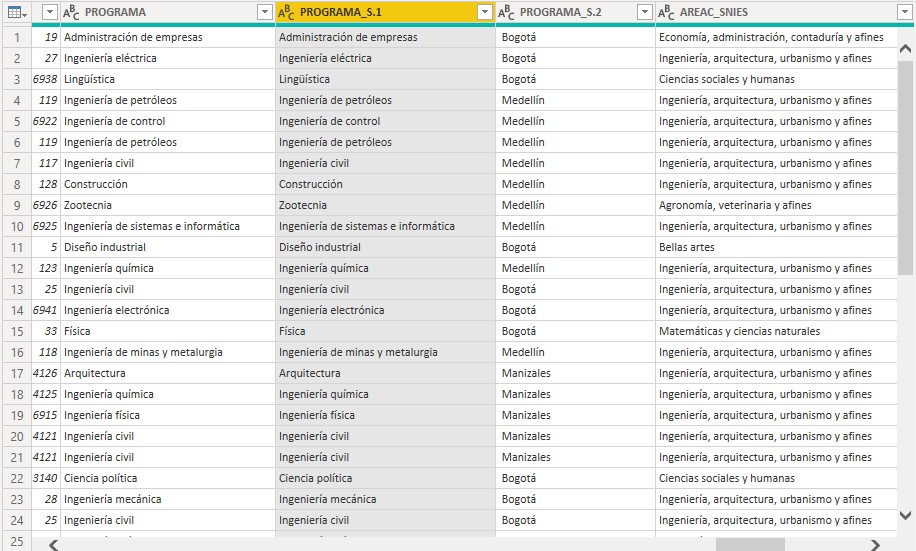 ABC PROGRAMA ABC PROGRAMA_S.1 ABC PROGRAMA_S.2 ABC AREAC_SNIES
1 19 Administración de empresas Administración de empresas Bogotá Economía, administración, contaduría y afines
2 27 Ingeniería eléctrica Ingeniería eléctrica Bogotá Ingeniería, arquitectura, urbanismo y afines
3 6938 Lingüística Lingüística Bogotá Ciencias sociales y humanas
4 119 Ingeniería de petróleos Ingeniería de petróleos Medellín Ingeniería, arquitectura, urbanismo y afines
5 6922 Ingeniería de control Ingeniería de control Medellín Ingeniería, arquitectura, urbanismo y afines
6 119 Ingeniería de petróleos Ingeniería de petróleos Medellín Ingeniería, arquitectura, urbanismo y afines
7 117 Ingeniería civil Ingeniería civil Medellín Ingeniería, arquitectura, urbanismo y afines
8 128 Construcción Construcción Medellín Ingeniería, arquitectura, urbanismo y afines
9 6926 Zootecnia Zootecnia Medellín Agronomía, veterinaria y afines
10 6925 Ingeniería de sistemas e informática Ingeniería de sistemas e informática Medellín Ingeniería, arquitectura, urbanismo y afines
11 5 Diseño industrial Diseño industrial Bogotá Bellas artes
12 123 Ingeniería química Ingeniería química Medellín Ingeniería, arquitectura, urbanismo y afines
13 25 Ingeniería civil Ingeniería civil Bogotá Ingeniería, arquitectura, urbanismo y afines
14 6941 Ingeniería electrónica Ingeniería electrónica Bogotá Ingeniería, arquitectura, urbanismo y afines
15 33 Física Física Bogotá Matemáticas y ciencias naturales
16 118 Ingeniería de minas y metalurgia Ingeniería de minas y metalurgia Medellín Ingeniería, arquitectura, urbanismo y afines
17 4126 Arquitectura Arquitectura Manizales Ingeniería, arquitectura, urbanismo y afines
18 4125 Ingeniería química Ingeniería química Manizales Ingeniería, arquitectura, urbanismo y afines
19 6915 Ingeniería física Ingeniería física Manizales Ingeniería, arquitectura, urbanismo y afines
20 4121 Ingeniería civil Ingeniería civil Manizales Ingeniería, arquitectura, urbanismo y afines
21 4121 Ingeniería civil Ingeniería civil Manizales Ingeniería, arquitectura, urbanismo y afines
22 3140 Ciencia política Ciencia política Bogotá Ciencias sociales y humanas
23 28 Ingeniería mecánica Ingeniería mecánica Bogotá Ingeniería, arquitectura, urbanismo y afines
24 25 Ingeniería civil Ingeniería civil Bogotá Ingeniería, arquitectura, urbanismo y afines
25